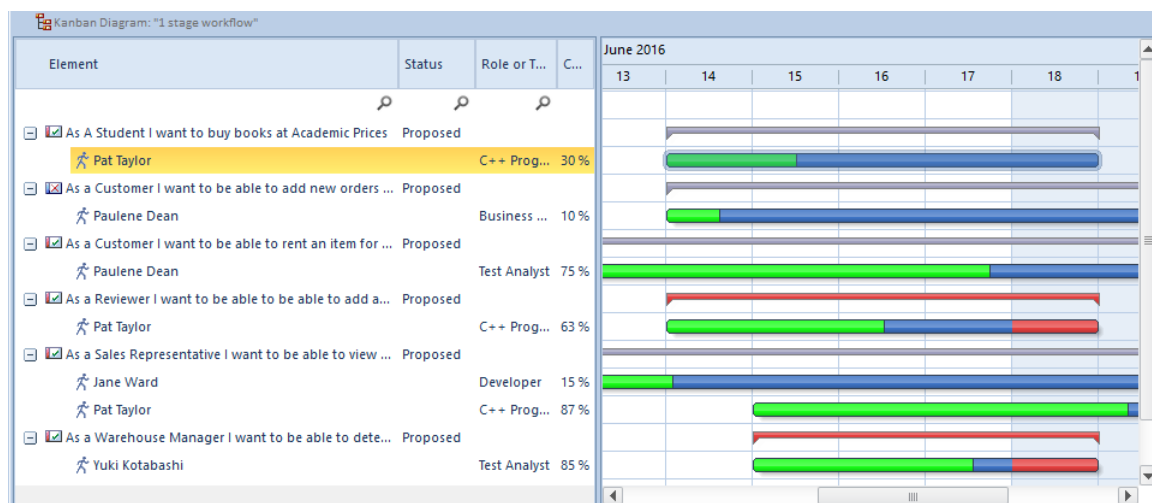 Kanban Diagram: "1 stage workflow"
Element Status Role or T... C...
June 2016
13 14 15 16 17 18 1
As A Student I want to buy books at Academic Prices Proposed
Pat Taylor C++ Prog... 30 %
As a Customer I want to be able to add new orders ... Proposed
Paulene Dean Business ... 10 %
As a Customer I want to be able to rent an item for ... Proposed
Paulene Dean Test Analyst 75 %
As a Reviewer I want to be able to be able to add a... Proposed
Pat Taylor C++ Prog... 63 %
As a Sales Representative I want to be able to view ... Proposed
Jane Ward Developer 15 %
Pat Taylor C++ Prog... 87 %
As a Warehouse Manager I want to be able to dete... Proposed
Yuki Kotabashi Test Analyst 85 %